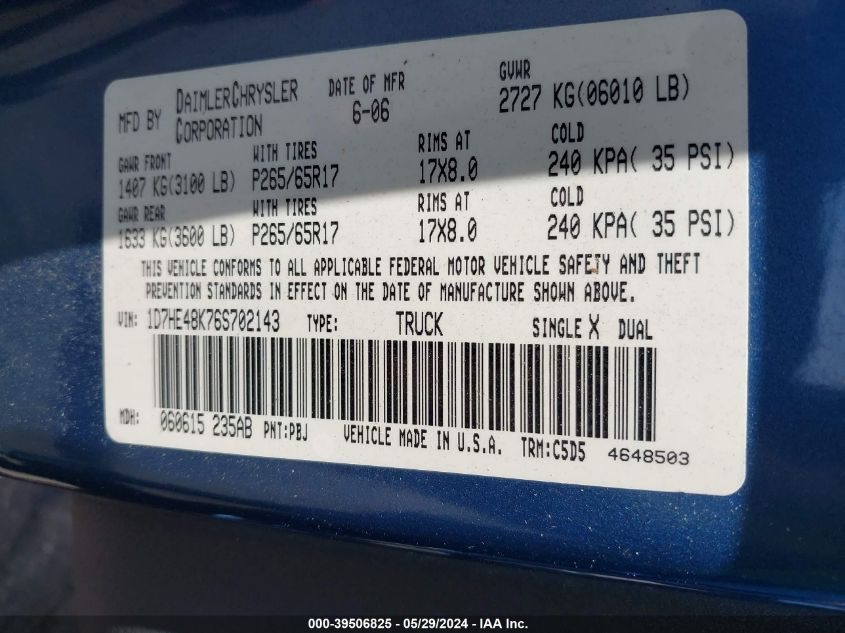 MFD BY DAIMLERCHRYSLER CORPORATION DATE OF MFR 6-06 GVWR 2727 KG(06010 LB)
GAWR FRONT WITH TIRES RIMS AT COLD
1407 KG(3100 LB) P265/65R17 17X8.0 240 KPA( 35 PSI)
GAWR REAR WITH TIRES RIMS AT COLD
1633 KG(3600 LB) P265/65R17 17X8.0 240 KPA( 35 PSI)
THIS VEHICLE CONFORMS TO ALL APPLICABLE FEDERAL MOTOR VEHICLE SAFETY AND THEFT
PREVENTION STANDARDS IN EFFECT ON THE DATE OF MANUFACTURE SHOWN ABOVE.
VIN: 1D7HE48K76S702143 TYPE: TRUCK SINGLE X DUAL
MDH: 060615 235AB PNT:PBJ VEHICLE MADE IN U.S.A. TRM:C5D5 4648503
000-39506825 - 05/29/2024 - IAA Inc.